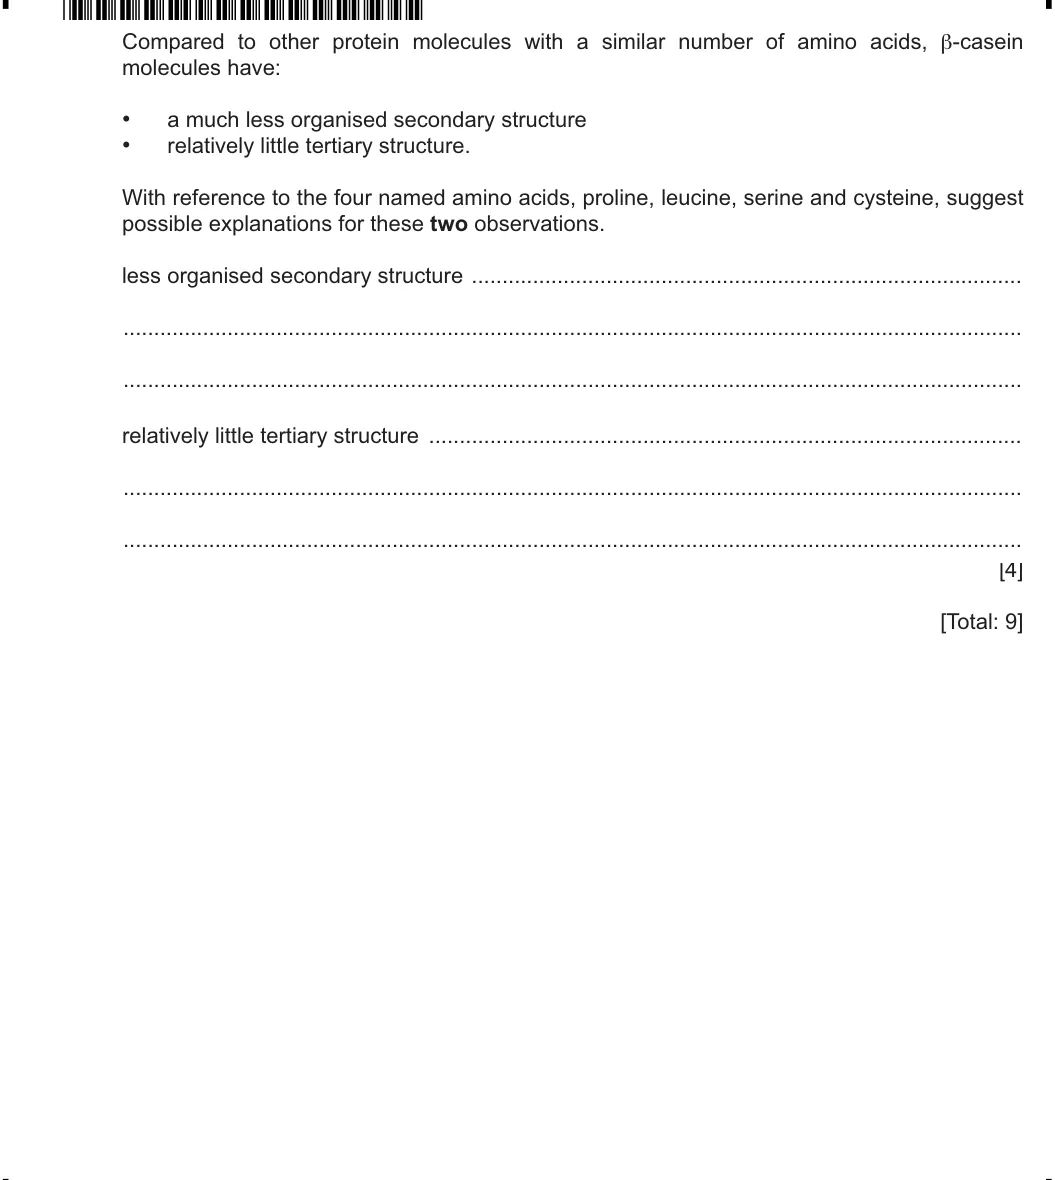 Compared to other protein molecules with a similar number of amino acids, β-casein
molecules have:
• a much less organised secondary structure
• relatively little tertiary structure.
With reference to the four named amino acids, proline, leucine, serine and cysteine, suggest
possible explanations for these two observations.
less organised secondary structure ..........................................................................................
...................................................................................................................................................
...................................................................................................................................................
relatively little tertiary structure .................................................................................................
...................................................................................................................................................
...................................................................................................................................................
[4]
[Total: 9]